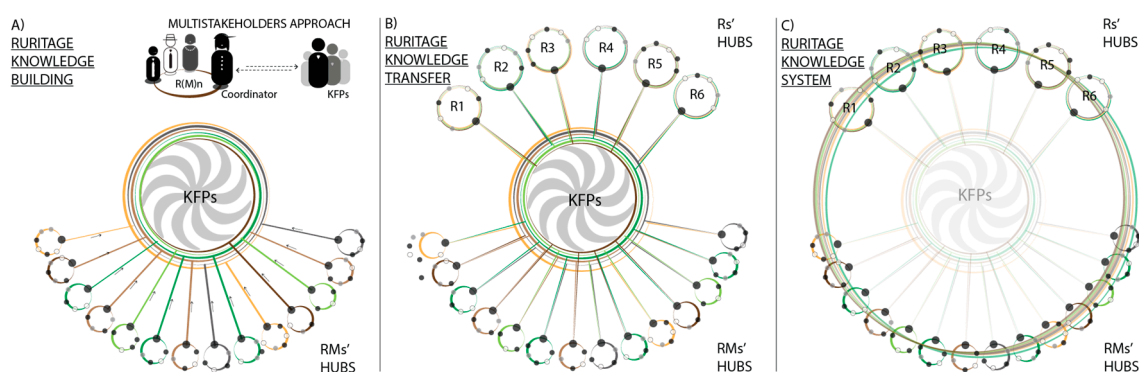 A)
MULTISTAKEHOLDERS APPROACH
RURITAGE
KNOWLEDGE
BUILDING
R(M)n
Coordinator
KFPs
KFPs
RMs'
HUBS
B)
RURITAGE
KNOWLEDGE
TRANSFER
Rs'
HUBS
R1
R2
R3
R4
R5
R6
KFPs
RMs'
HUBS
C)
RURITAGE
KNOWLEDGE
SYSTEM
Rs'
HUBS
R1
R2
R3
R4
R5
R6
KFPs
RMs'
HUBS